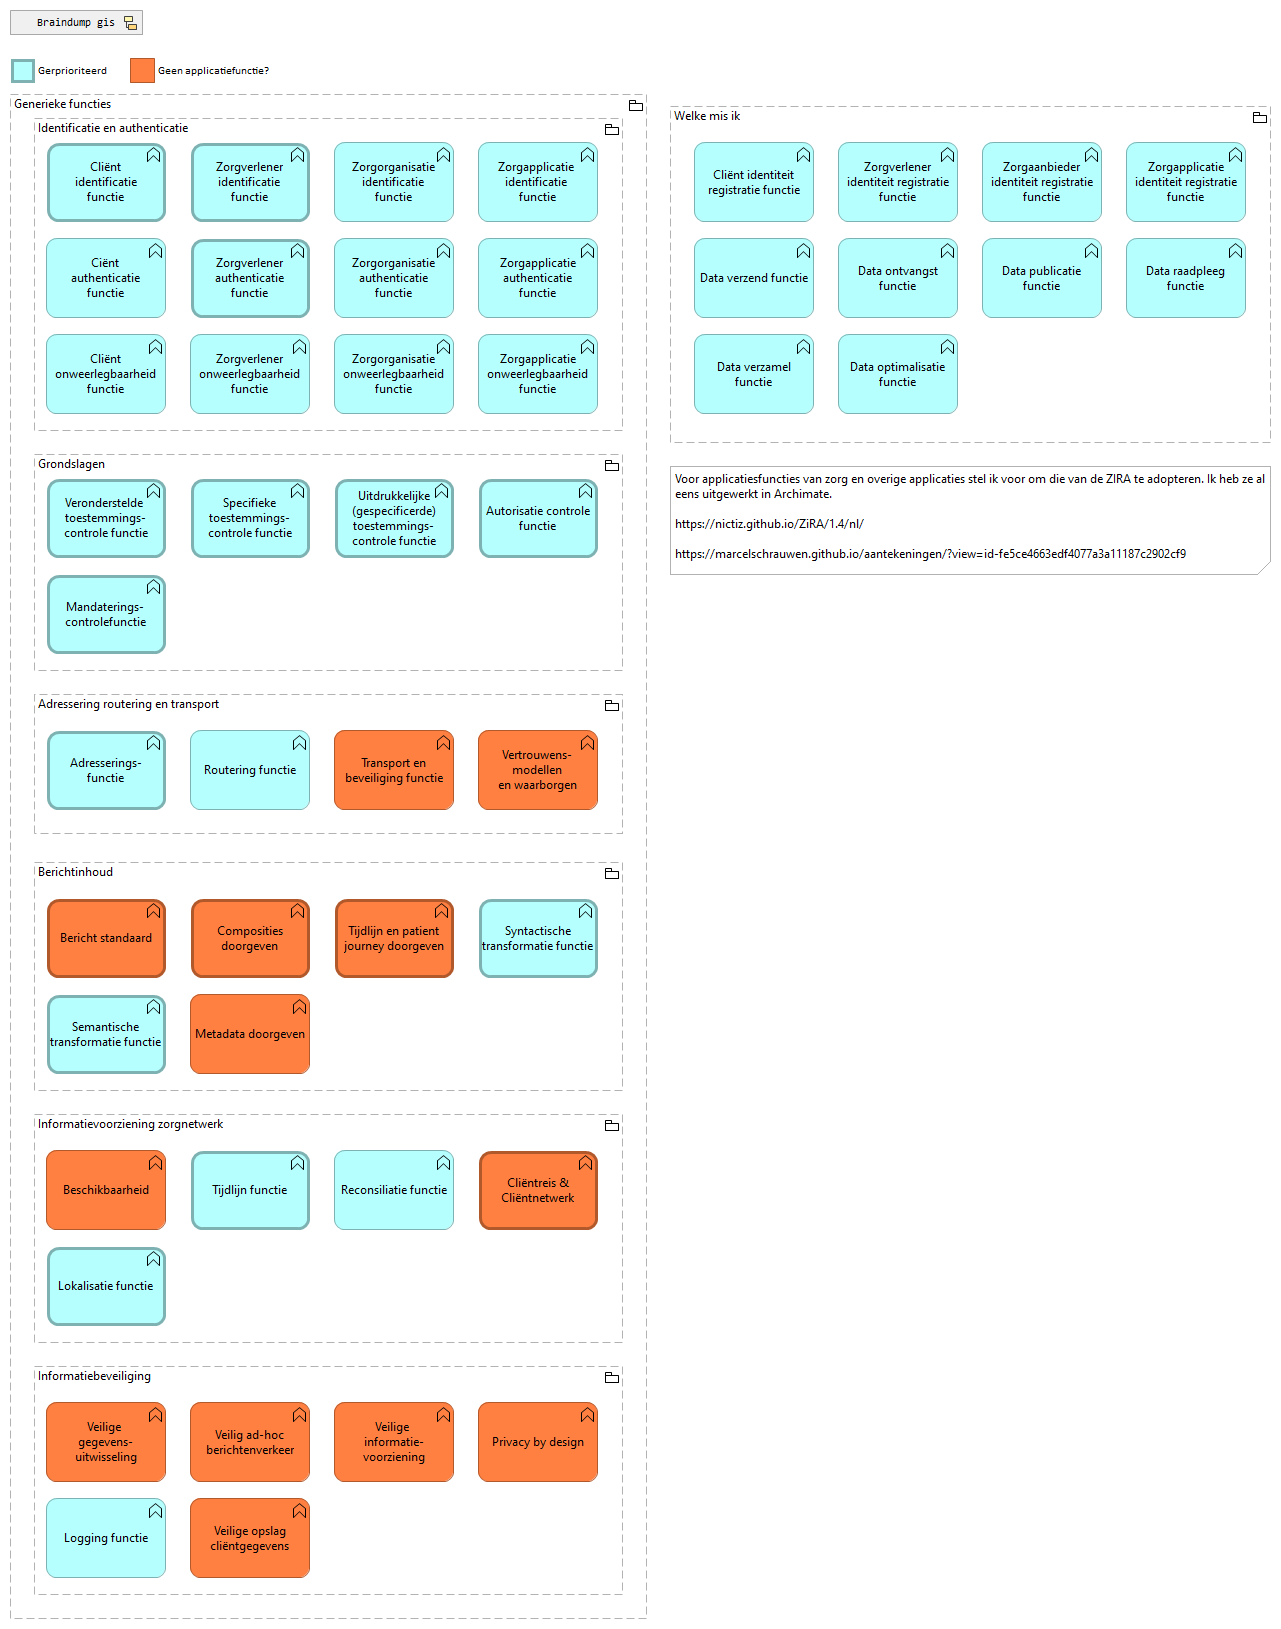 Braindump gis
Gerprioriteerd
Geen applicatiefunctie?
Generieke functies
Identificatie en authenticatie
Cliënt
identificatie
functie
Zorgverlener
identificatie
functie
Zorgorganisatie
identificatie
functie
Zorgapplicatie
identificatie
functie
Ciënt
authenticatie
functie
Zorgverlener
authenticatie
functie
Zorgorganisatie
authenticatie
functie
Zorgapplicatie
authenticatie
functie
Cliënt
onweerlegbaarheid
functie
Zorgverlener
onweerlegbaarheid
functie
Zorgorganisatie
onweerlegbaarheid
functie
Zorgapplicatie
onweerlegbaarheid
functie
Grondslagen
Veronderstelde
toestemmings-
controle functie
Specifieke
toestemmings-
controle functie
Uitdrukkelijke
(gespecificerde)
toestemmings-
controle functie
Autorisatie controle
functie
Mandaterings-
controlefunctie
Adressering routering en transport
Adresserings-
functie
Routering functie
Transport en
beveiliging functie
Vertrouwens-
modellen
en waarborgen
Berichtinhoud
Bericht standaard
Composities
doorgeven
Tijdlijn en patient
journey doorgeven
Syntactische
transformatie functie
Semantische
transformatie functie
Metadata doorgeven
Informatievoorziening zorgnetwerk
Beschikbaarheid
Tijdlijn functie
Reconsiliatie functie
Cliëntreis &
Cliëntnetwerk
Lokalisatie functie
Informatiebeveiliging
Veilige
gegevens-
uitwisseling
Veilig ad-hoc
berichtenverkeer
Veilige
informatie-
voorziening
Privacy by design
Logging functie
Veilige opslag
cliëntgegevens
Welke mis ik
Cliënt identiteit
registratie functie
Zorgverlener
identiteit registratie
functie
Zorgaanbieder
identiteit registratie
functie
Zorgapplicatie
identiteit registratie
functie
Data verzend functie
Data ontvangst
functie
Data publicatie
functie
Data raadpleeg
functie
Data verzamel
functie
Data optimalisatie
functie
Voor applicatiesfuncties van zorg en overige applicaties stel ik voor om die van de ZIRA te adopteren. Ik heb ze al
eens uitgewerkt in Archimate.
https://nictiz.github.io/ZiRA/1.4/nl/
https://marcelschrauwen.github.io/aantekeningen/?view=id-fe5ce4663edf4077a3a11187c2902cf9